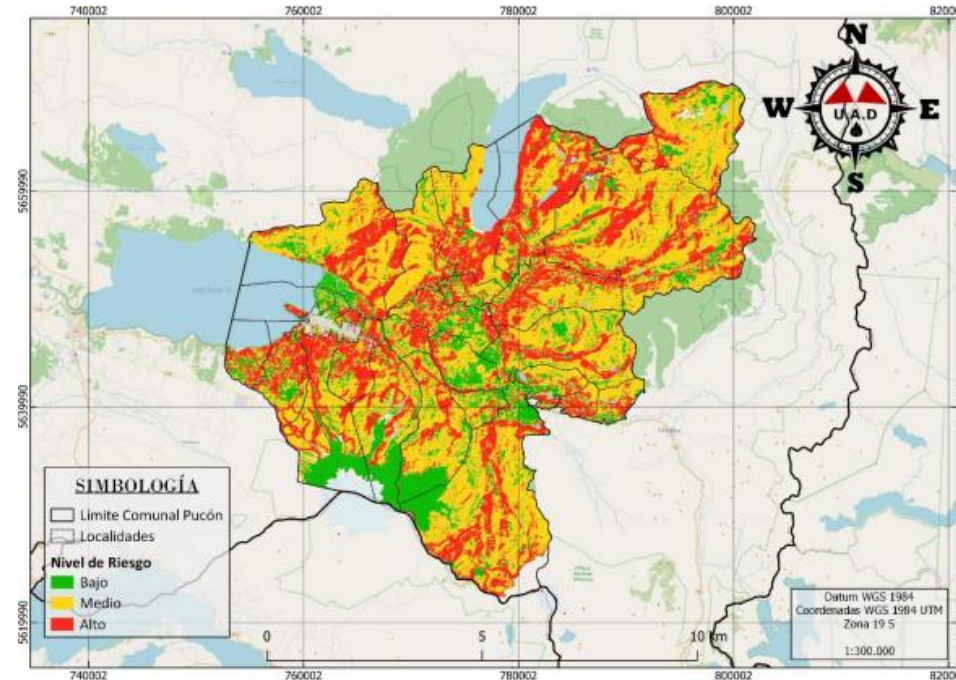 740002 760002 780002 800002 82000
N
W U.A.D E
S
5659990
5639990
5619990
SIMBOLOGÍA
Limite Comunal Pucón
Localidades
Nivel de Riesgo
Bajo
Medio
Alto
0 5 10 km
Datum WGS 1984
Coordenadas WGS 1984 UTM
Zona 19 S
1:300.000
740002 760002 780002 800002 82000